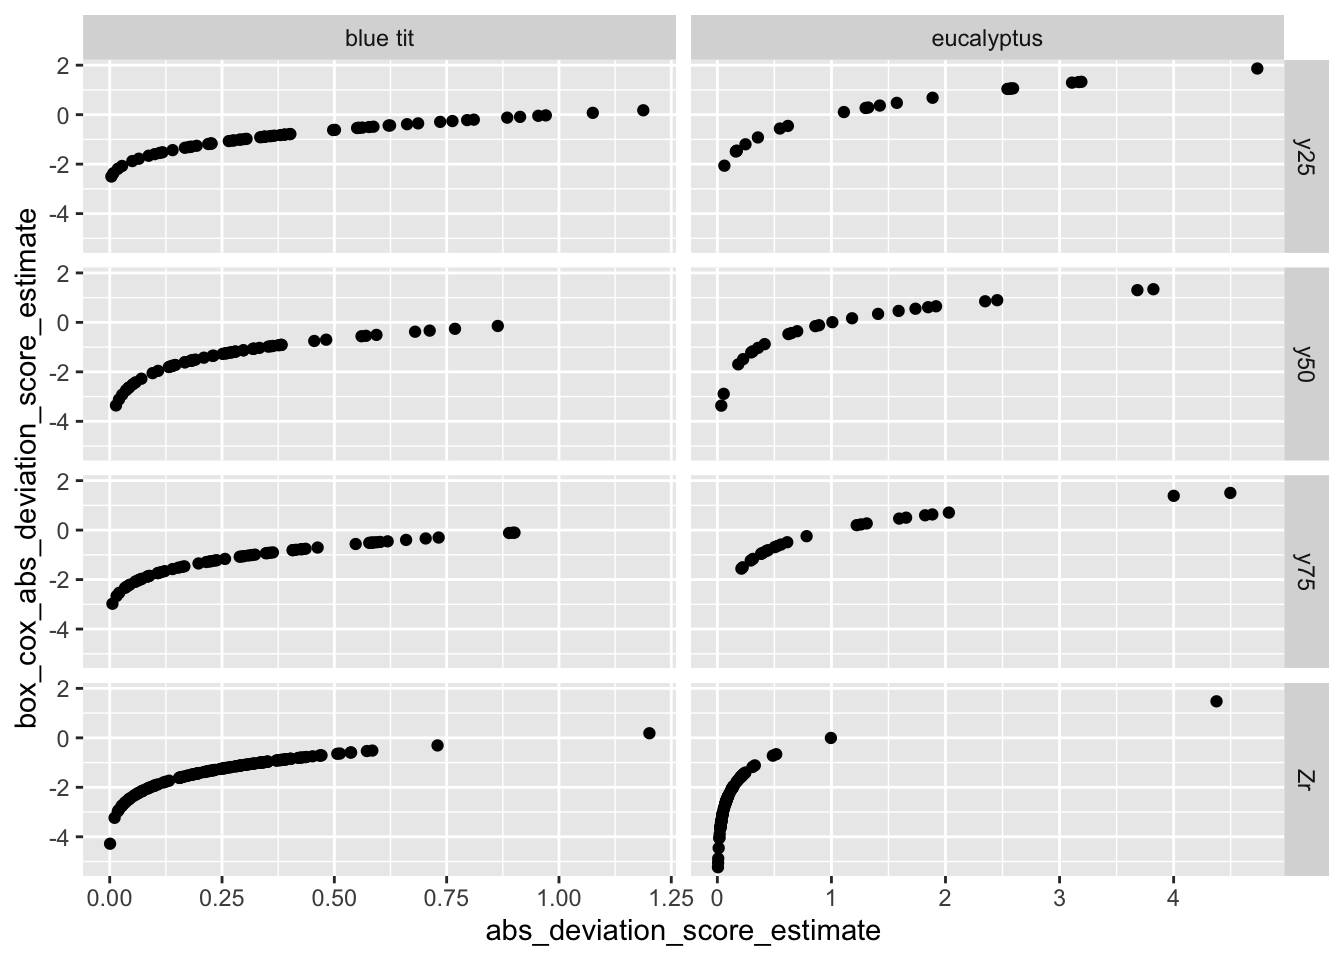 blue tit
eucalyptus
box_cox_abs_deviation_score_estimate
2
0
-2
-4
y25
2
0
-2
-4
y50
2
0
-2
-4
y75
2
0
-2
-4
Zr
0.00 0.25 0.50 0.75 1.00 1.25
0 1 2 3 4
abs_deviation_score_estimate